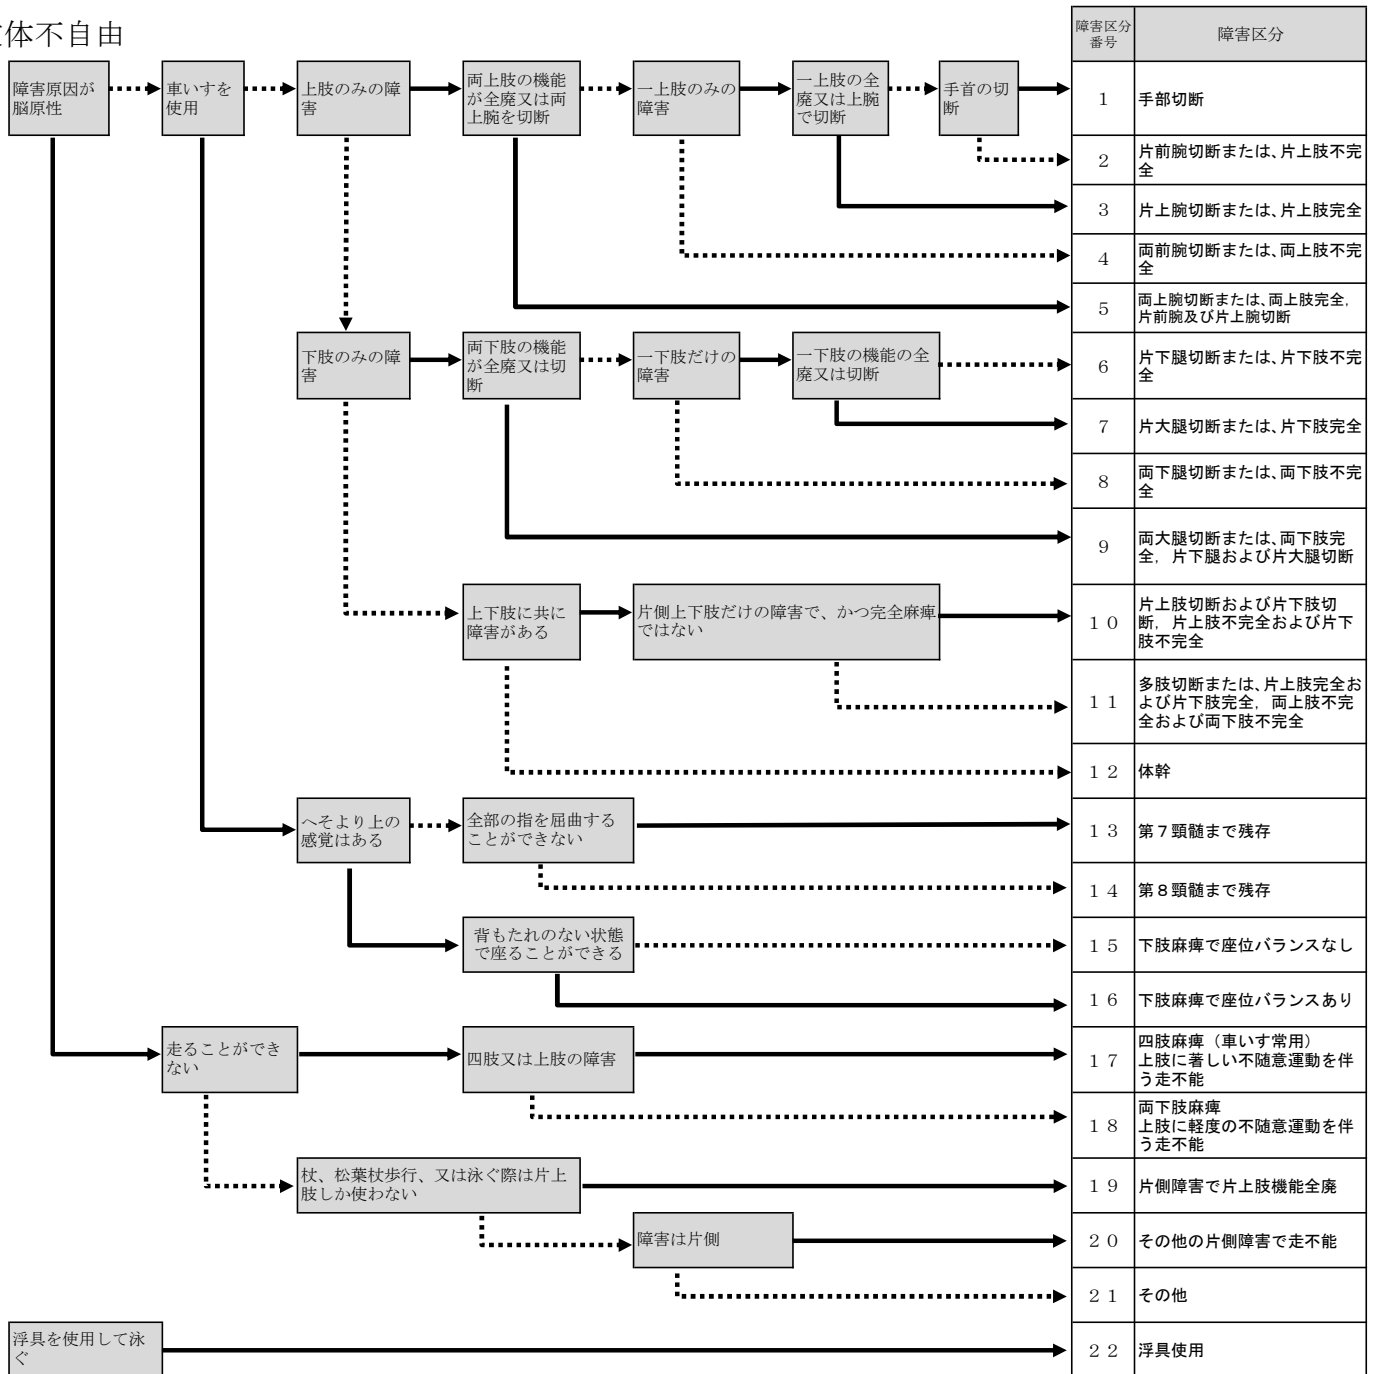 体不自由
障害区分
番号
障害区分
障害原因が
脳原性
車いすを
使用
上肢のみの障
害
両上肢の機能
が全廃又は両
上腕を切断
一上肢のみの
障害
一上肢の全
廃又は上腕
で切断
手首の切
断
1
手部切断
2
片前腕切断または、片上肢不完
全
3
片上腕切断または、片上肢完全
4
両前腕切断または、両上肢不完
全
5
両上腕切断または、両上肢完全,
片前腕及び片上腕切断
下肢のみの障
害
両下肢の機能
が全廃又は切
断
一下肢だけの
障害
一下肢の機能の全
廃又は切断
6
片下腿切断または、片下肢不完
全
7
片大腿切断または、片下肢完全
8
両下腿切断または、両下肢不完
全
9
両大腿切断または、両下肢完
全, 片下腿および片大腿切断
上下肢に共に
障害がある
片側上下肢だけの障害で、かつ完全麻痺
ではない
10
片上肢切断および片下肢切
断, 片上肢不完全および片下
肢不完全
11
多肢切断または、片上肢完全お
よび片下肢完全, 両上肢不完
全および両下肢不完全
12
体幹
へそより上の
感覚はある
全部の指を屈曲する
ことができない
13
第7頸髄まで残存
14
第8頸髄まで残存
背もたれのない状態
で座ることができる
15
下肢麻痺で座位バランスなし
16
下肢麻痺で座位バランスあり
走ることができ
ない
四肢又は上肢の障害
17
四肢麻痺（車いす常用）
上肢に著しい不随意運動を伴
う走不能
18
両下肢麻痺
上肢に軽度の不随意運動を伴
う走不能
杖、松葉杖歩行、又は泳ぐ際は片上
肢しか使わない
19
片側障害で片上肢機能全廃
障害は片側
20
その他の片側障害で走不能
21
その他
浮具を使用して泳
ぐ
22
浮具使用